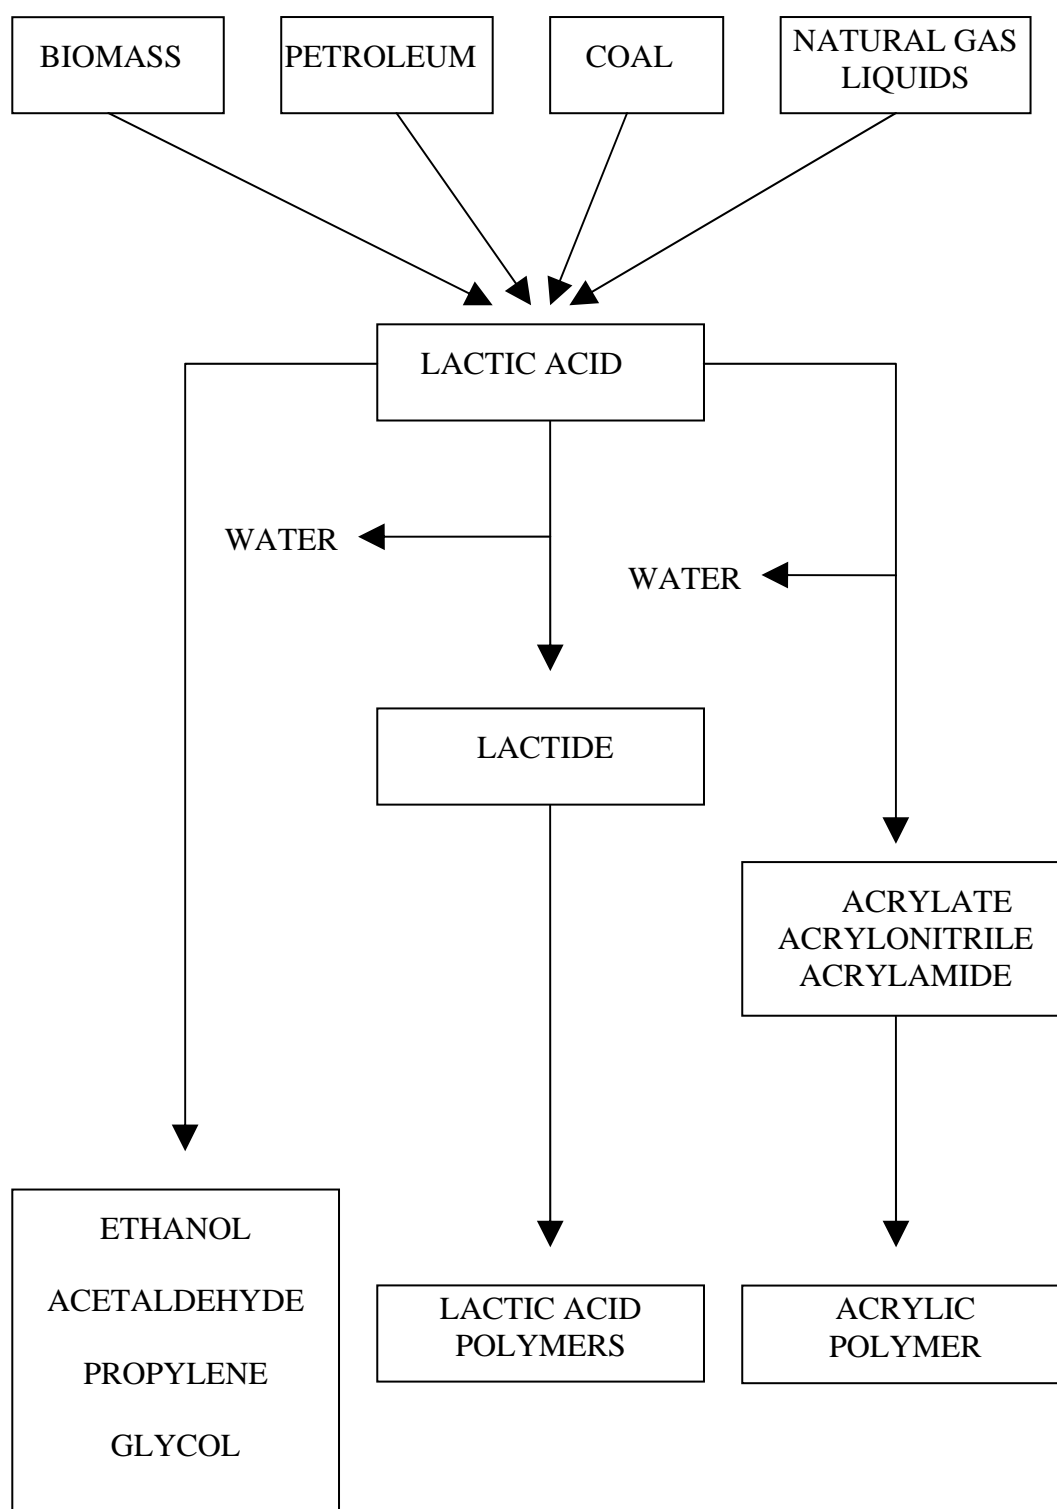 BIOMASS
PETROLEUM
COAL
NATURAL GAS
LIQUIDS
LACTIC ACID
WATER
WATER
LACTIDE
ACRYLATE
ACRYLONITRILE
ACRYLAMIDE
ETHANOL
ACETALDEHYDE
PROPYLENE
GLYCOL
LACTIC ACID
POLYMERS
ACRYLIC
POLYMER